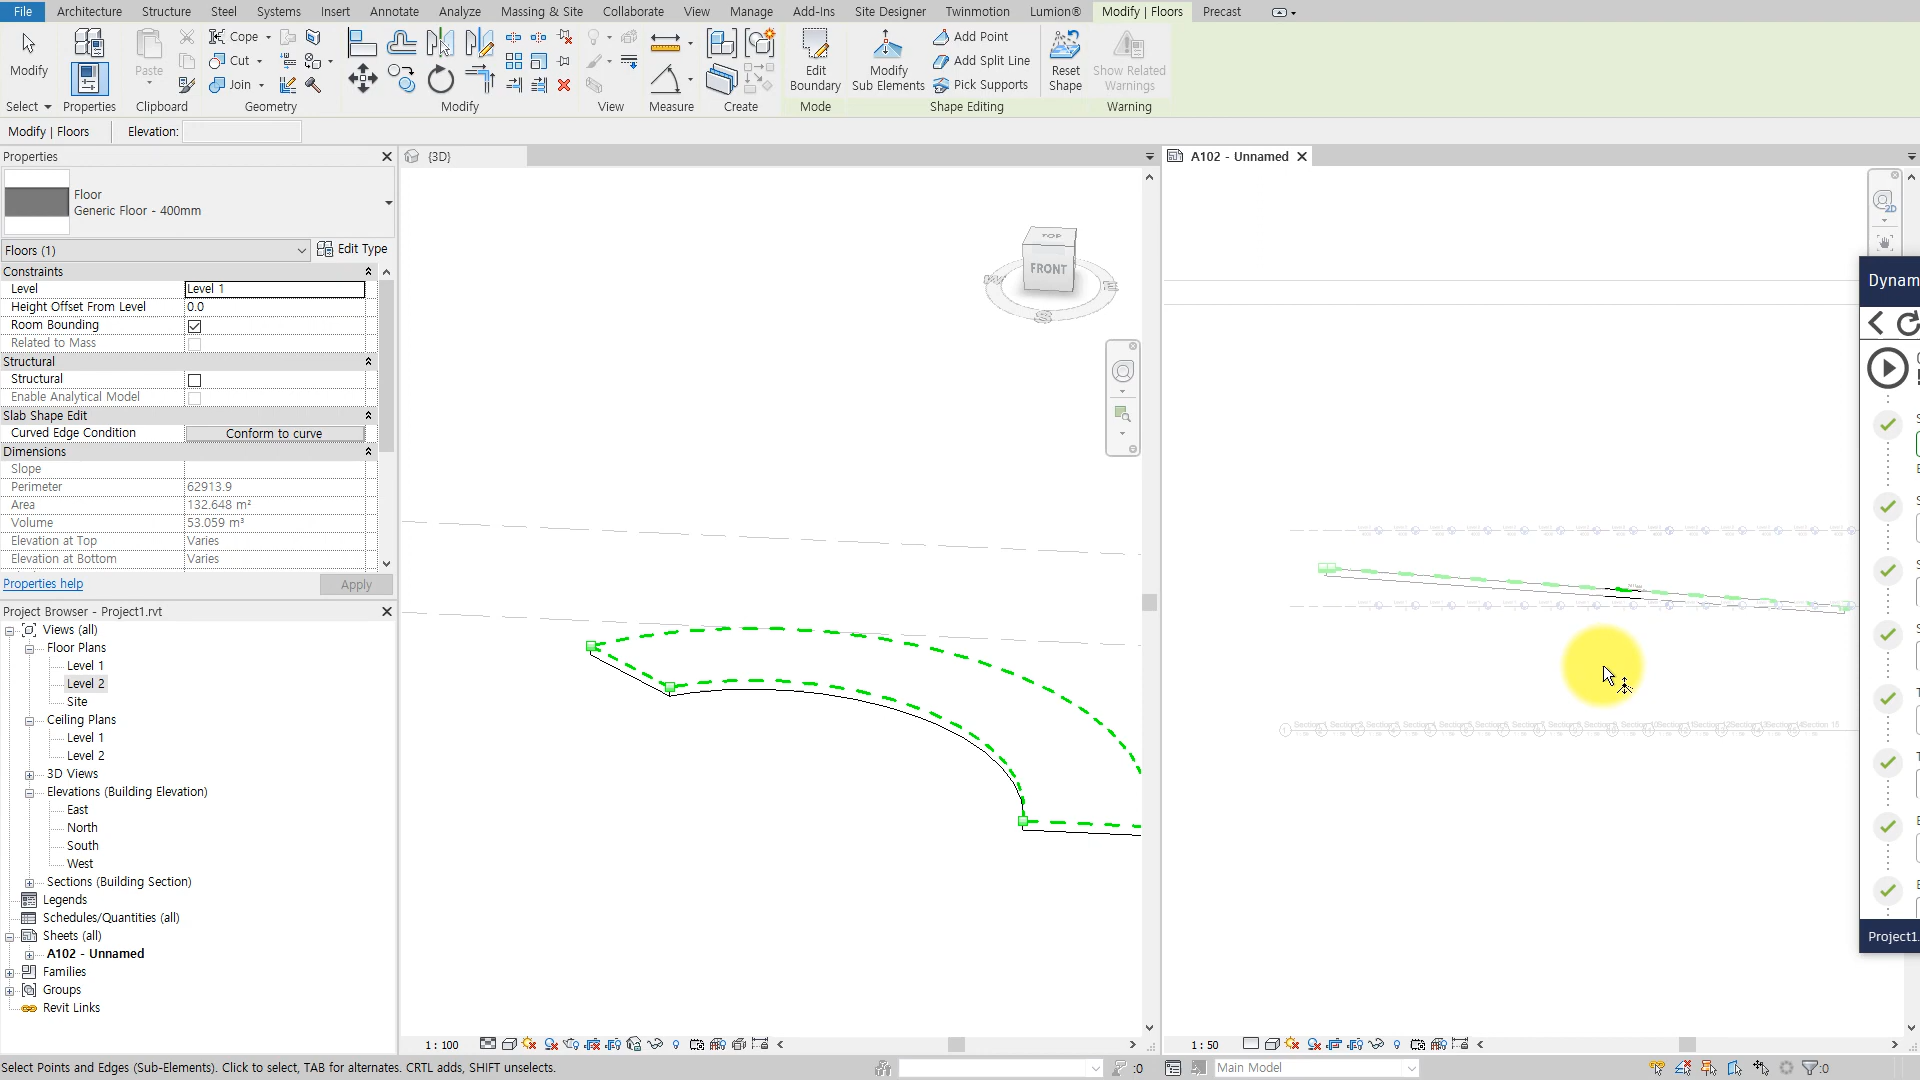 File Architecture Structure Steel Systems Insert Annotate Analyze Massing & Site Collaborate View Manage Add-Ins Site Designer Twinmotion Lumion® Modify | Floors Precast
Modify
Select
Properties
Paste
Clipboard
Cope
Cut
Join
Geometry
Modify
View
Measure
Create
Edit
Boundary
Mode
Modify
Sub Elements
Add Point
Add Split Line
Pick Supports
Shape Editing
Reset
Shape
Show Related
Warnings
Warning
Modify | Floors
Elevation:
Properties
Floor
Generic Floor - 400mm
Floors (1)
Edit Type
Constraints
Level Level 1
Height Offset From Level 0.0
Room Bounding
Related to Mass
Structural
Structural
Enable Analytical Model
Slab Shape Edit
Curved Edge Condition Conform to curve
Dimensions
Slope
Perimeter 62913.9
Area 132.648 m²
Volume 53.059 m³
Elevation at Top Varies
Elevation at Bottom Varies
Properties help
Apply
Project Browser - Project1.rvt
Views (all)
Floor Plans
Level 1
Level 2
Site
Ceiling Plans
Level 1
Level 2
3D Views
Elevations (Building Elevation)
East
North
South
West
Sections (Building Section)
Legends
Schedules/Quantities (all)
Sheets (all)
A102 - Unnamed
Families
Groups
Revit Links
{3D}
TOP
FRONT
S
1 : 100
A102 - Unnamed
2D
Dynam
Project1.
1 : 50
Select Points and Edges (Sub-Elements). Click to select, TAB for alternates. CRTL adds, SHIFT unselects.
:0
Main Model
:0